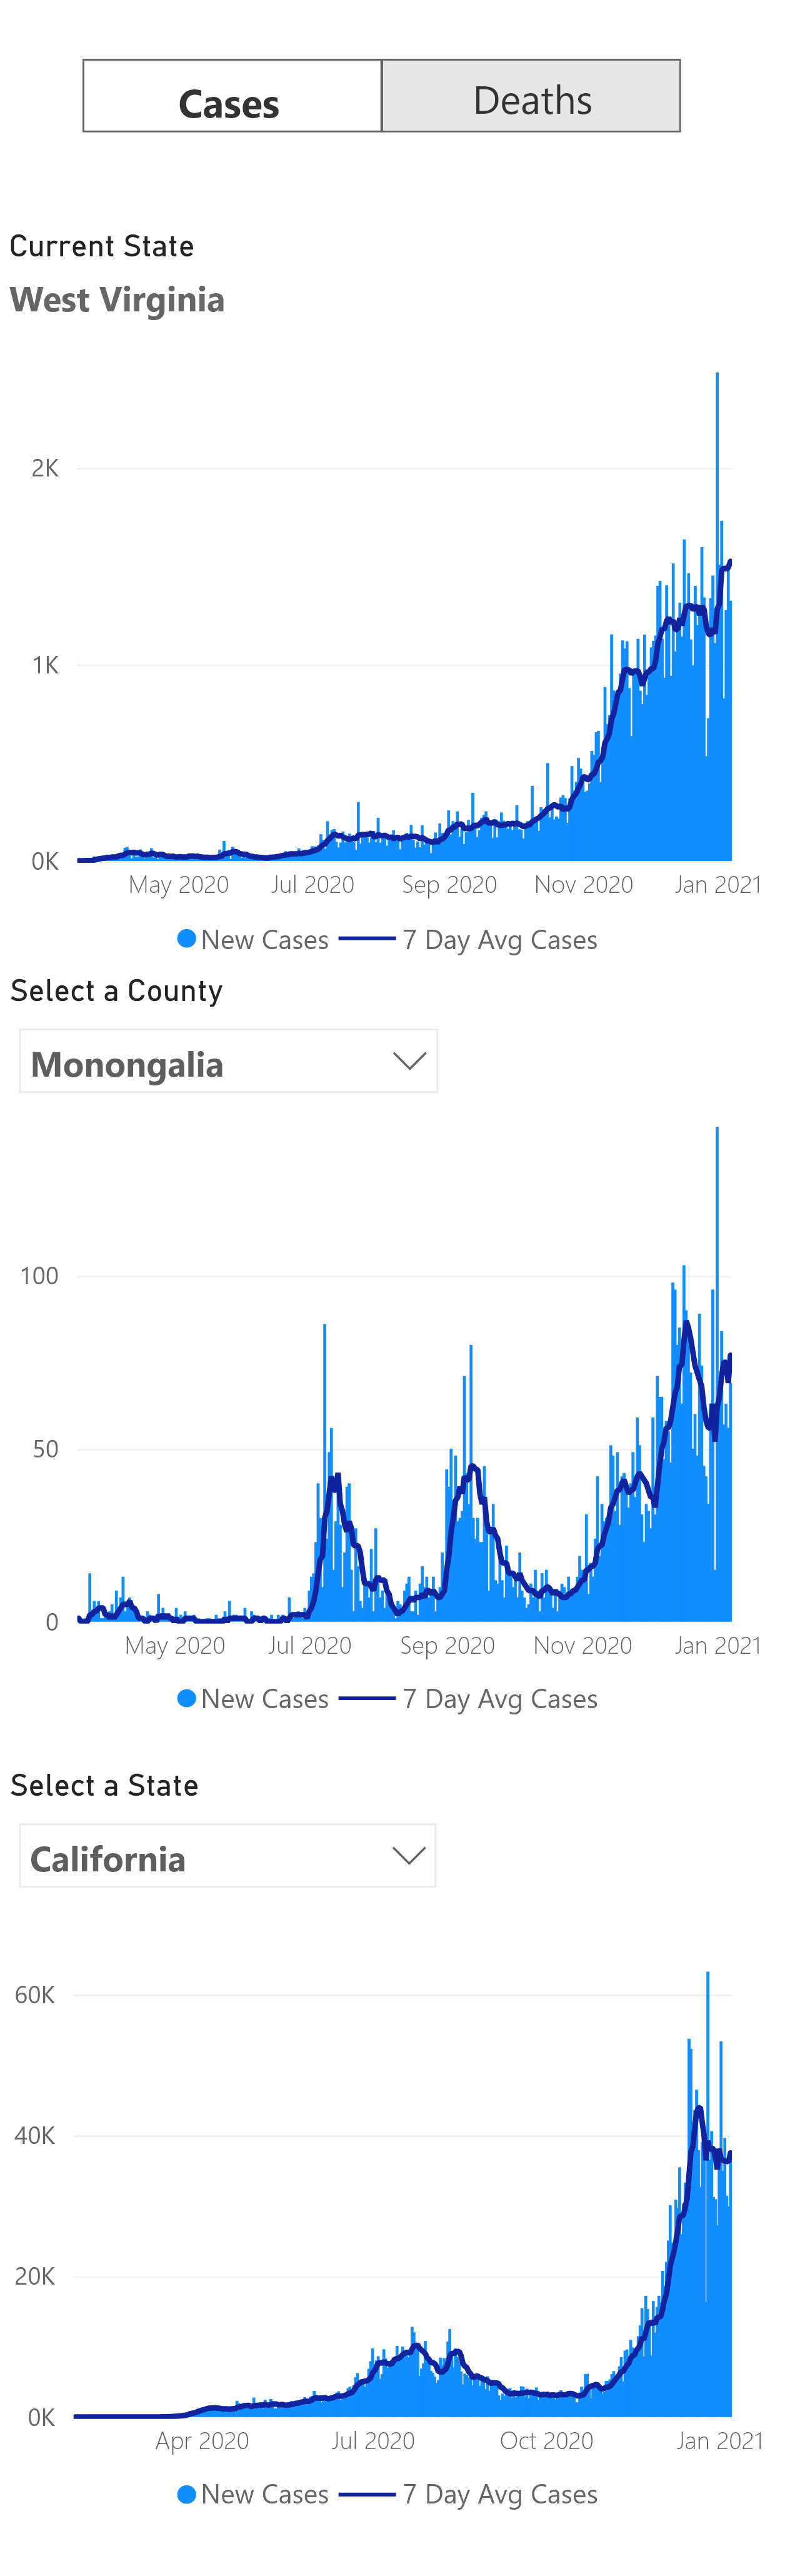 Cases Deaths
Current State
West Virginia
2K
1K
0K
May 2020 Jul 2020 Sep 2020 Nov 2020 Jan 2021
New Cases 7 Day Avg Cases
Select a County
Monongalia
100
50
0
May 2020 Jul 2020 Sep 2020 Nov 2020 Jan 2021
New Cases 7 Day Avg Cases
Select a State
California
60K
40K
20K
0K
Apr 2020 Jul 2020 Oct 2020 Jan 2021
New Cases 7 Day Avg Cases